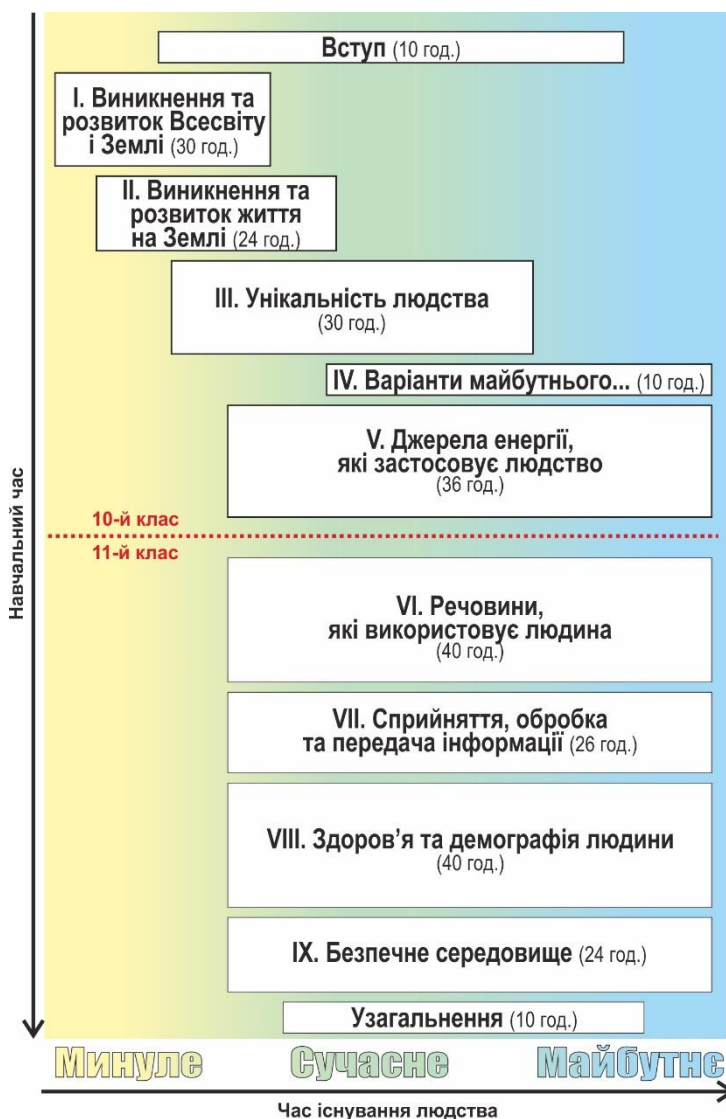 Вступ (10 год.)
I. Виникнення та
розвиток Всесвіту
і Землі (30 год.)
II. Виникнення та
розвиток життя
на Землі (24 год.)
III. Унікальність людства
(30 год.)
IV. Варіанти майбутнього... (10 год.)
V. Джерела енергії,
які застосовує людство
(36 год.)
10-й клас
11-й клас
Навчальний час
VI. Речовини,
які використовує людина
(40 год.)
VII. Сприйняття, обробка
та передача інформації (26 год.)
VIII. Здоров’я та демографія людини
(40 год.)
IX. Безпечне середовище (24 год.)
Узагальнення (10 год.)
Минуле Сучасне Майбутнє
Час існування людства